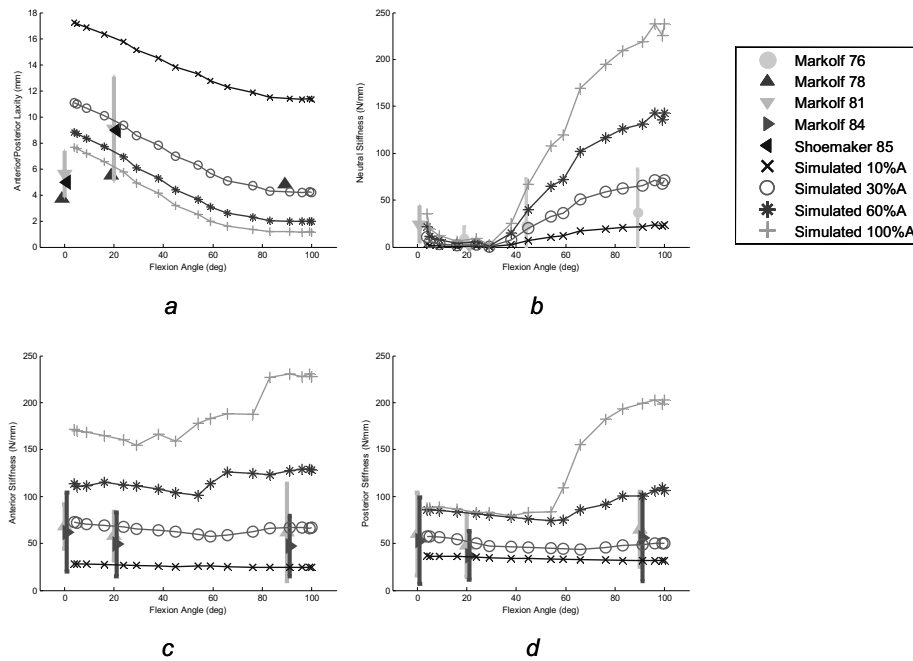 18
16
14
12
10
8
6
4
2
0
Anterior/Posterior Laxity (mm)
0 20 40 60 80 100
Flexion Angle (deg)
a
250
200
150
100
50
0
Neutral Stiffness (N/mm)
0 20 40 60 80 100
Flexion Angle (deg)
b
Markolf 76
Markolf 78
Markolf 81
Markolf 84
Shoemaker 85
Simulated 10%A
Simulated 30%A
Simulated 60%A
Simulated 100%A
250
200
150
100
50
0
Anterior Stiffness (N/mm)
0 20 40 60 80 100
Flexion Angle (deg)
c
250
200
150
100
50
0
Posterior Stiffness (N/mm)
0 20 40 60 80 100
Flexion Angle (deg)
d